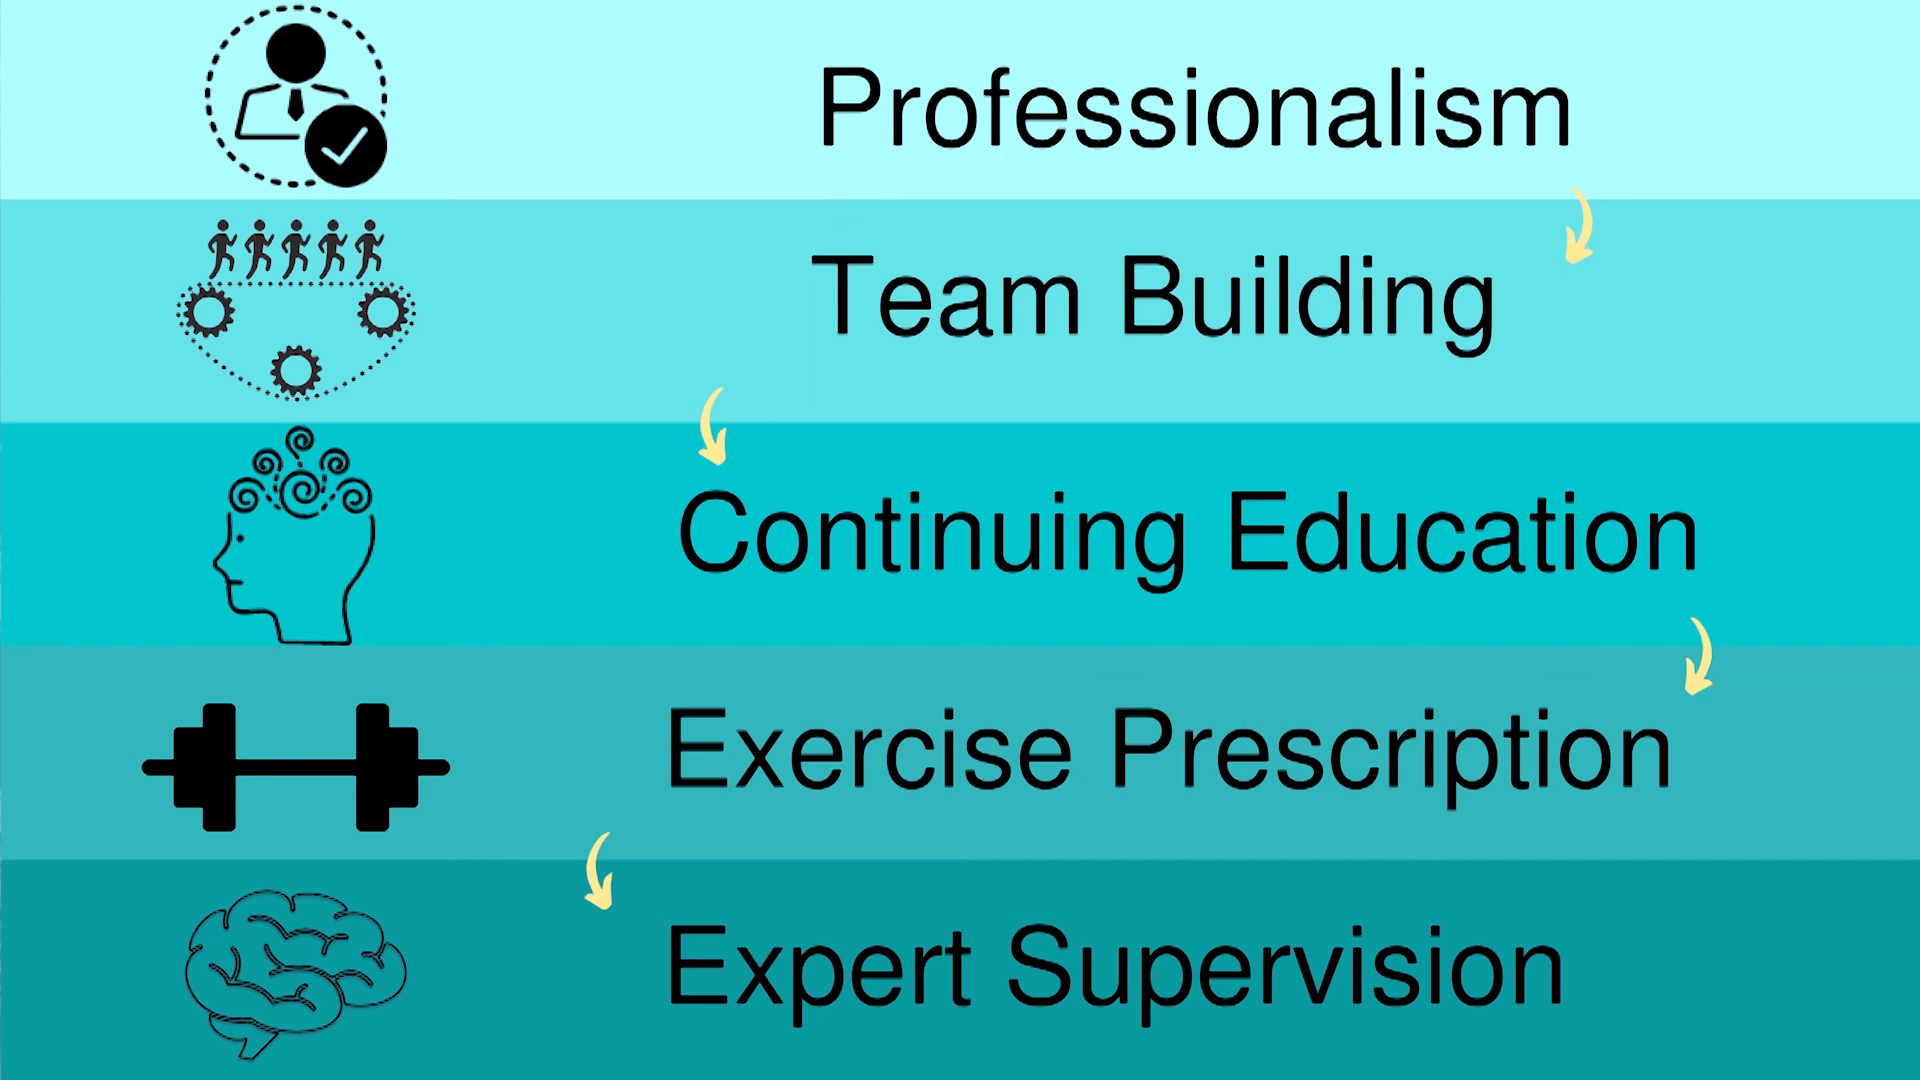 Professionalism
Team Building
Continuing Education
Exercise Prescription
Expert Supervision